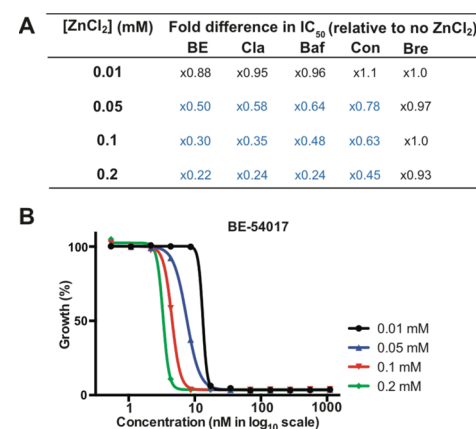 A
[ZnCl₂] (mM) Fold difference in IC₅₀ (relative to no ZnCl₂)
BE Cla Baf Con Bre
0.01 x0.88 x0.95 x0.96 x1.1 x1.0
0.05 x0.50 x0.58 x0.64 x0.78 x0.97
0.1 x0.30 x0.35 x0.48 x0.63 x1.0
0.2 x0.22 x0.24 x0.24 x0.45 x0.93
B
BE-54017
Growth (%)
100
50
0
1 10 100 1000
Concentration (nM in log₁₀ scale)
0.01 mM
0.05 mM
0.1 mM
0.2 mM